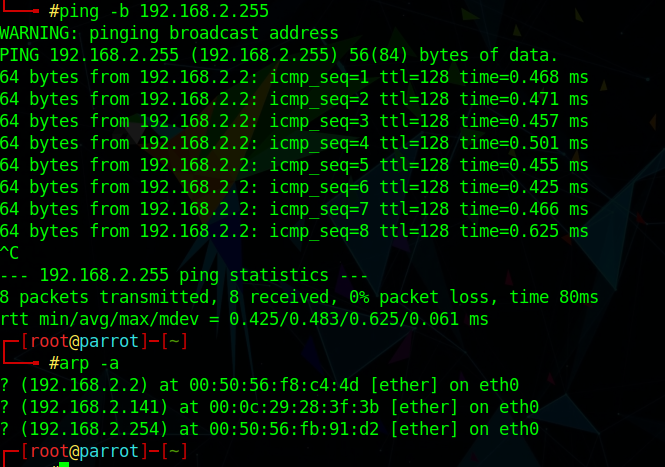 #ping -b 192.168.2.255
WARNING: pinging broadcast address
PING 192.168.2.255 (192.168.2.255) 56(84) bytes of data.
64 bytes from 192.168.2.2: icmp_seq=1 ttl=128 time=0.468 ms
64 bytes from 192.168.2.2: icmp_seq=2 ttl=128 time=0.471 ms
64 bytes from 192.168.2.2: icmp_seq=3 ttl=128 time=0.457 ms
64 bytes from 192.168.2.2: icmp_seq=4 ttl=128 time=0.501 ms
64 bytes from 192.168.2.2: icmp_seq=5 ttl=128 time=0.455 ms
64 bytes from 192.168.2.2: icmp_seq=6 ttl=128 time=0.425 ms
64 bytes from 192.168.2.2: icmp_seq=7 ttl=128 time=0.466 ms
64 bytes from 192.168.2.2: icmp_seq=8 ttl=128 time=0.625 ms
^C
--- 192.168.2.255 ping statistics ---
8 packets transmitted, 8 received, 0% packet loss, time 80ms
rtt min/avg/max/mdev = 0.425/0.483/0.625/0.061 ms
┌─[root@parrot]─[~]
└──╼ #arp -a
? (192.168.2.2) at 00:50:56:f8:c4:4d [ether] on eth0
? (192.168.2.141) at 00:0c:29:28:3f:3b [ether] on eth0
? (192.168.2.254) at 00:50:56:fb:91:d2 [ether] on eth0
┌─[root@parrot]─[~]
#